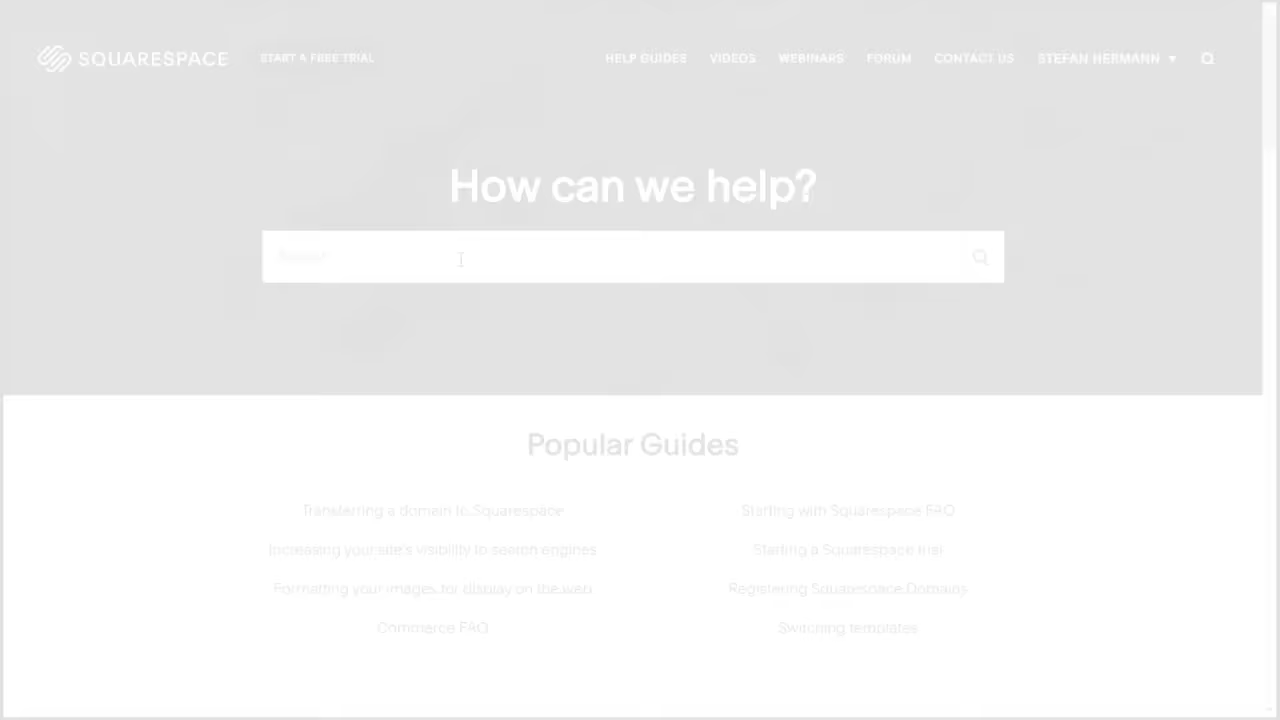 SQUARESPACE
START A FREE TRIAL
HELP GUIDES VIDEOS WEBINARS FORUM CONTACT US STEFAN HERMANN
How can we help?
Search
Popular Guides
Transferring a domain to Squarespace
Starting with Squarespace FAQ
Increasing your site's visibility to search engines
Starting a Squarespace trial
Formatting your images for display on the web
Registering Squarespace Domains
Commerce FAQ
Switching templates